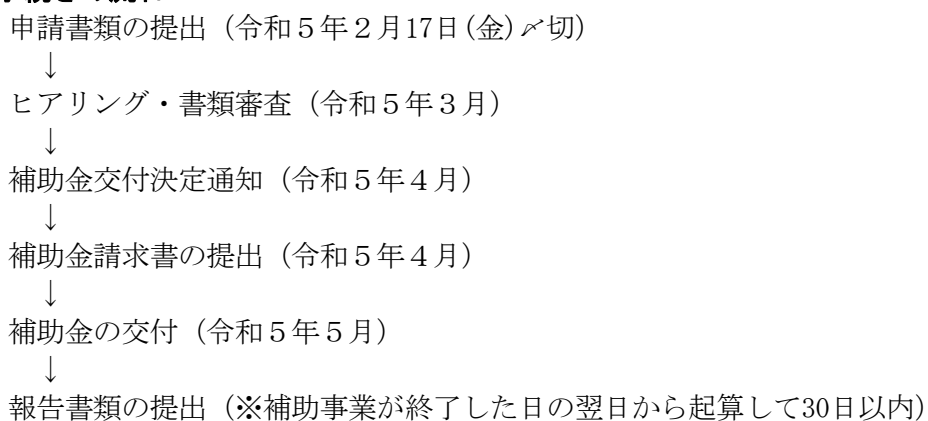 申請書類の提出（令和５年２月17日(金)〆切）
↓
ヒアリング・書類審査（令和５年３月）
↓
補助金交付決定通知（令和５年４月）
↓
補助金請求書の提出（令和５年４月）
↓
補助金の交付（令和５年５月）
↓
報告書類の提出（※補助事業が終了した日の翌日から起算して30日以内）